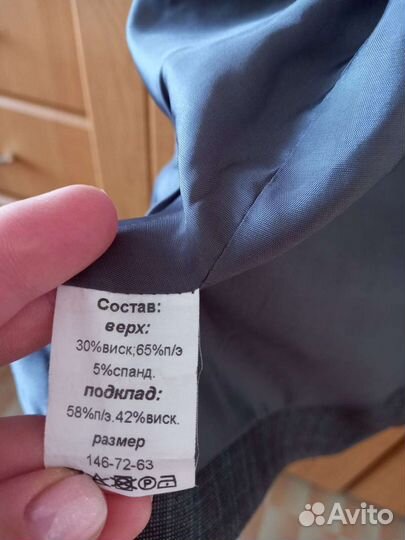 Состав:
верх:
30%виск;65%п/э
5%спанд.
подклад:
58%п/э.42%виск.
размер
146-72-63
Avito